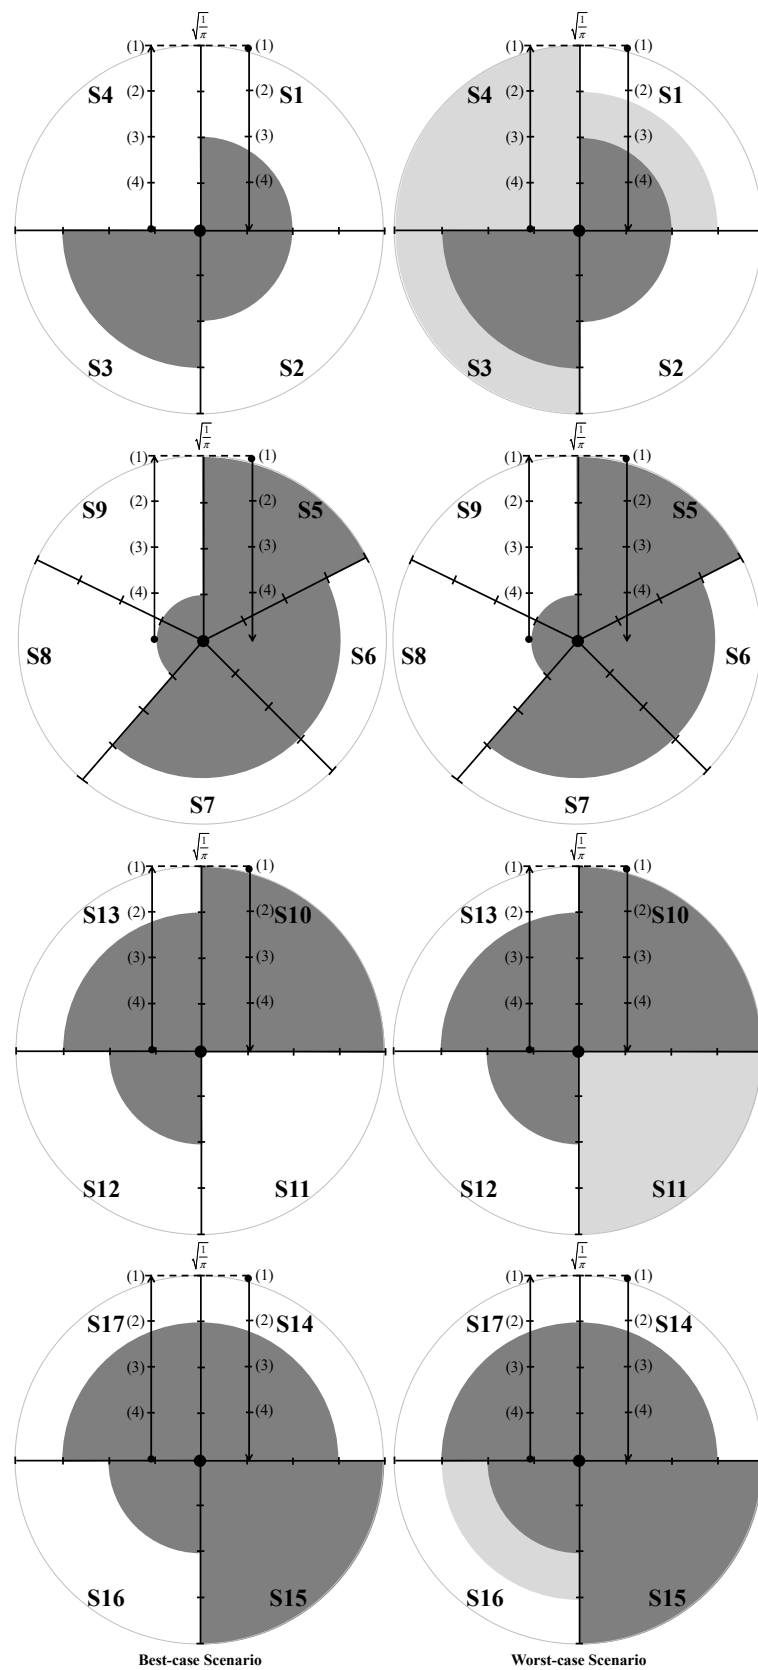 √1/π √1/π
(1) (1) (1) (1)
S4 (2) (2) S1 S4 (2) (2) S1
(3) (3) (3) (3)
(4) (4) (4) (4)
S3 S2 S3 S2
√1/π √1/π
(1) (1) (1) (1)
S9 (2) (2) S5 S9 (2) (2) S5
(3) (3) (3) (3)
(4) (4) (4) (4)
S8 S6 S8 S6
S7 S7
√1/π √1/π
(1) (1) (1) (1)
S13 (2) (2) S10 S13 (2) (2) S10
(3) (3) (3) (3)
(4) (4) (4) (4)
S12 S11 S12 S11
√1/π √1/π
(1) (1) (1) (1)
S17 (2) (2) S14 S17 (2) (2) S14
(3) (3) (3) (3)
(4) (4) (4) (4)
S16 S15 S16 S15
Best-case Scenario Worst-case Scenario